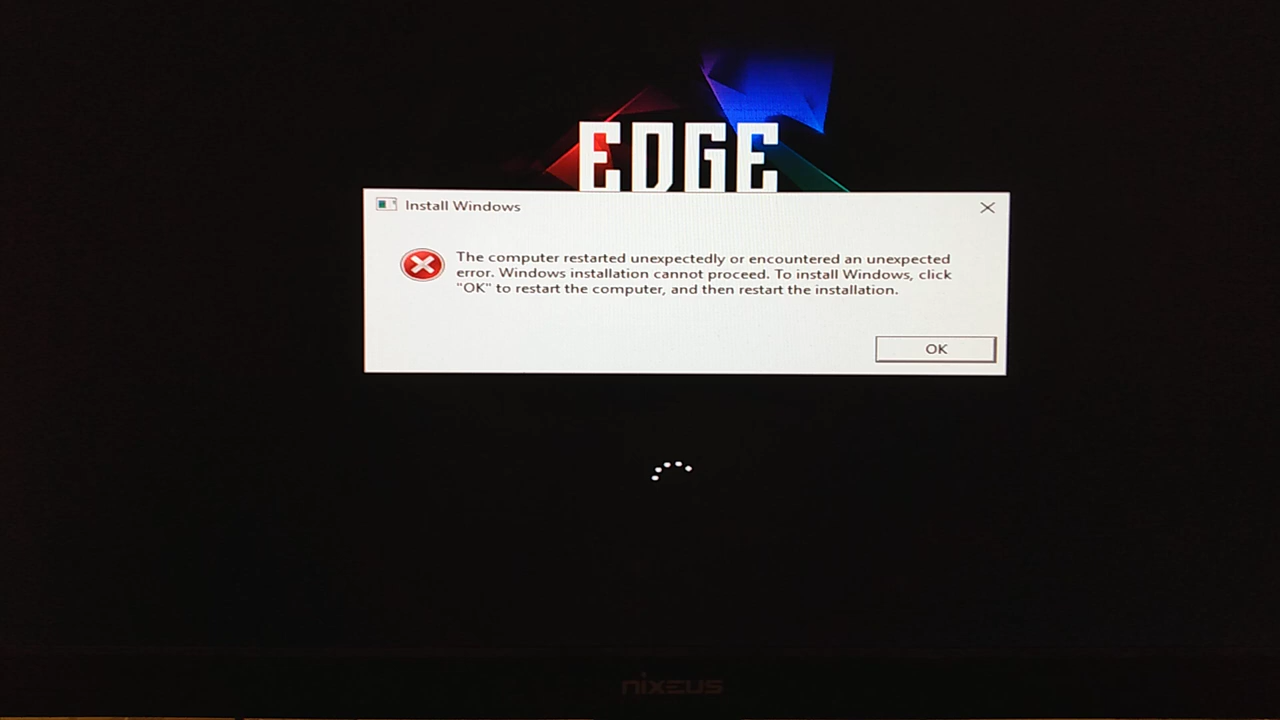 EDGE
Install Windows
The computer restarted unexpectedly or encountered an unexpected
error. Windows installation cannot proceed. To install Windows, click
"OK" to restart the computer, and then restart the installation.
OK
nixeus